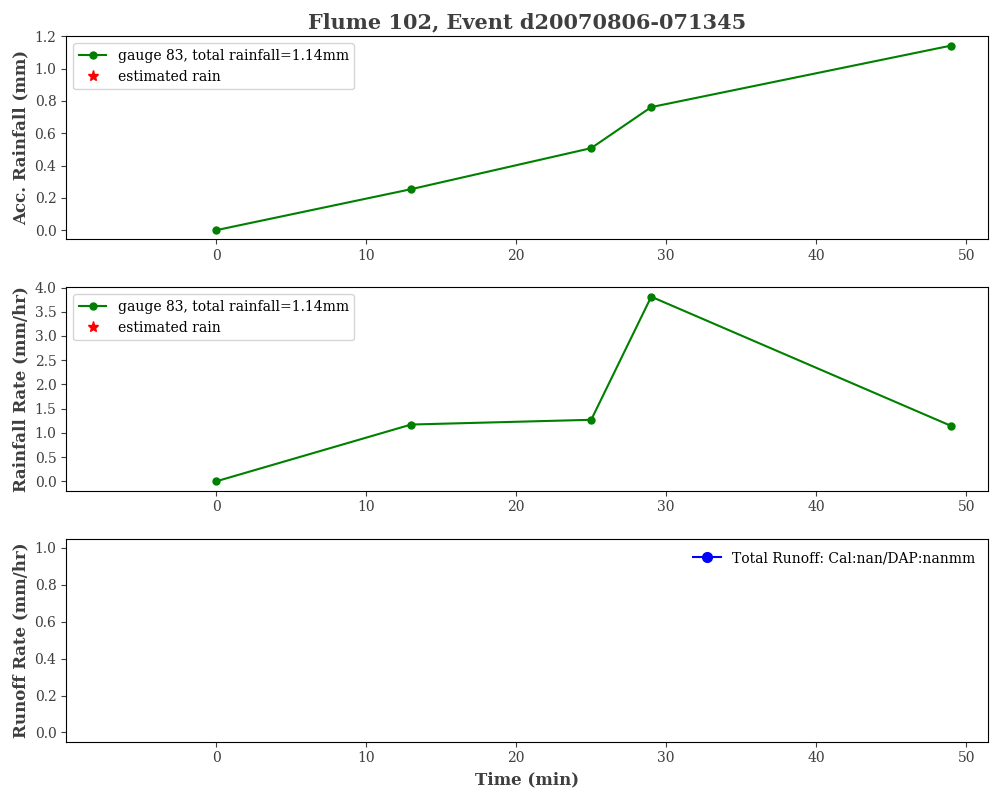 Flume 102, Event d20070806-071345
Acc. Rainfall (mm)
1.2
1.0
0.8
0.6
0.4
0.2
0.0
gauge 83, total rainfall=1.14mm
estimated rain
0 10 20 30 40 50
Rainfall Rate (mm/hr)
4.0
3.5
3.0
2.5
2.0
1.5
1.0
0.5
0.0
gauge 83, total rainfall=1.14mm
estimated rain
0 10 20 30 40 50
Runoff Rate (mm/hr)
1.0
0.8
0.6
0.4
0.2
0.0
Total Runoff: Cal:nan/DAP:nanmm
0 10 20 30 40 50
Time (min)